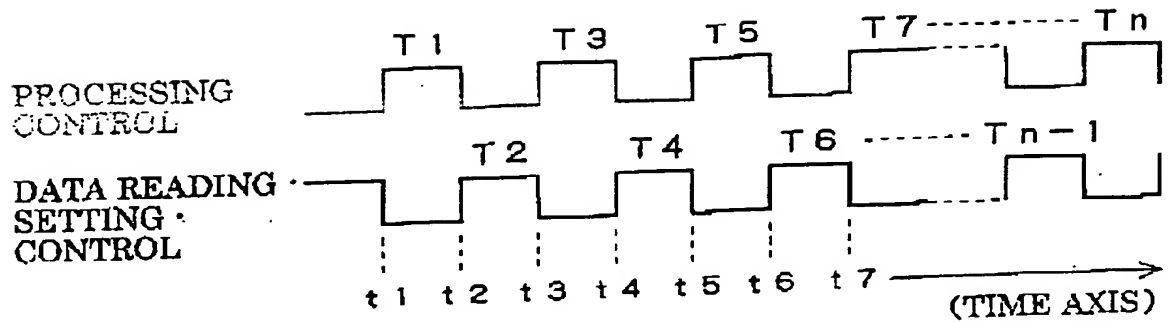 T1 T3 T5 T7 Tn
PROCESSING
CONTROL
T2 T4 T6 Tn-1
DATA READING
SETTING
CONTROL
t1 t2 t3 t4 t5 t6 t7
(TIME AXIS)